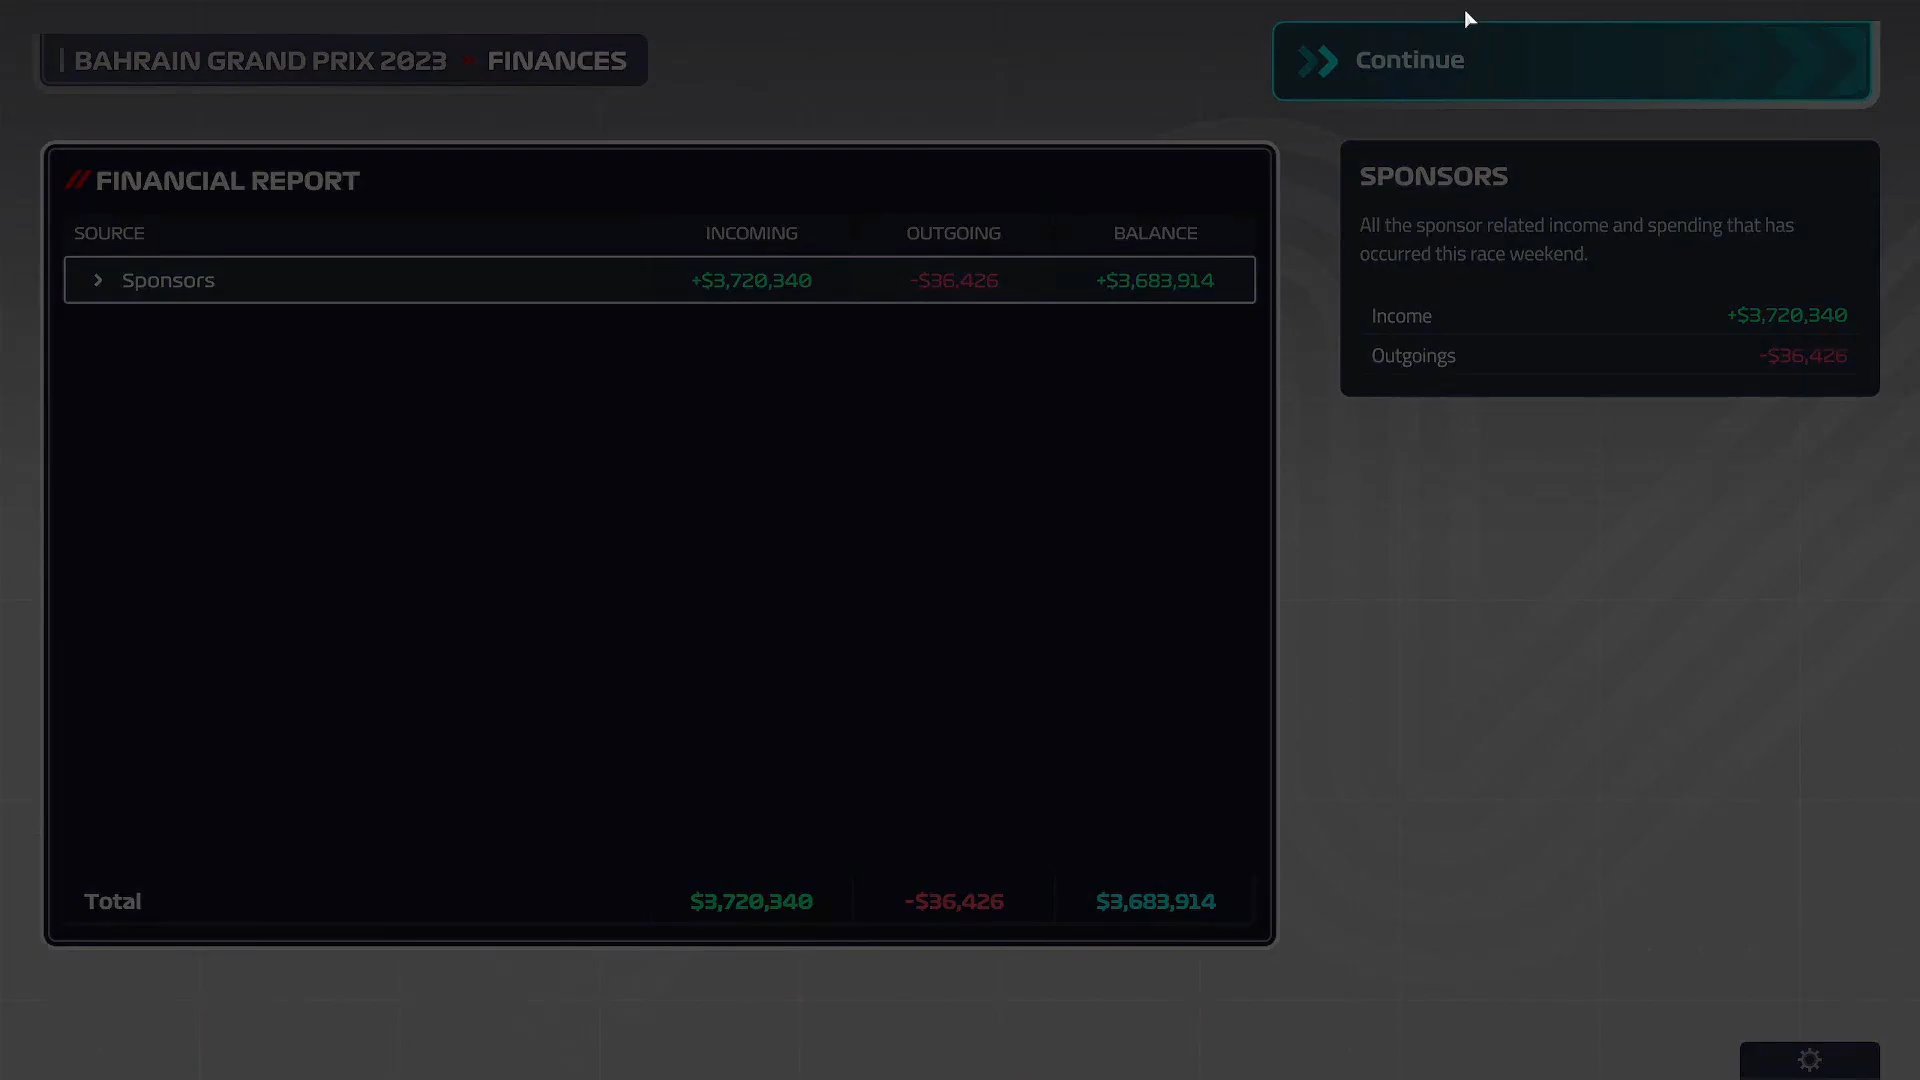 BAHRAIN GRAND PRIX 2023 • FINANCES
Continue
FINANCIAL REPORT
SOURCE INCOMING OUTGOING BALANCE
Sponsors +$3,720,340 -$36,426 +$3,683,914
Total $3,720,340 -$36,426 $3,683,914
SPONSORS
All the sponsor related income and spending that has
occurred this race weekend.
Income +$3,720,340
Outgoings -$36,426